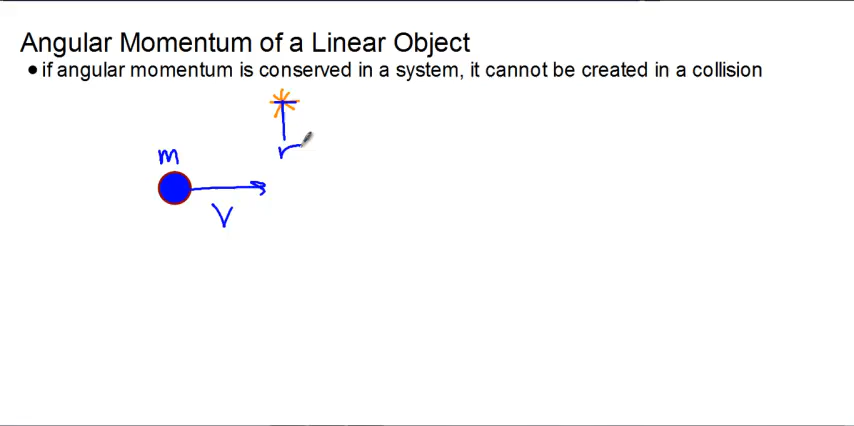 Angular Momentum of a Linear Object
• if angular momentum is conserved in a system, it cannot be created in a collision
m
r
V